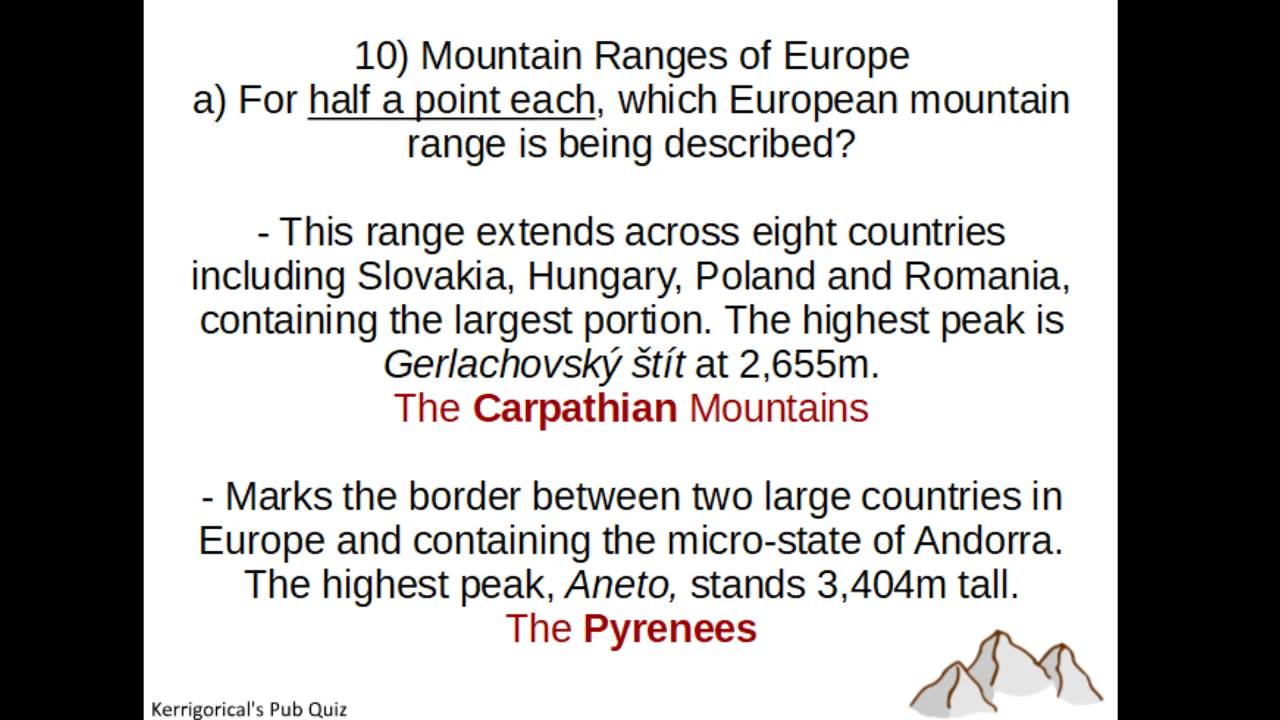 10) Mountain Ranges of Europe
a) For half a point each, which European mountain
range is being described?
- This range extends across eight countries
including Slovakia, Hungary, Poland and Romania,
containing the largest portion. The highest peak is
Gerlachovský štít at 2,655m.
The Carpathian Mountains
- Marks the border between two large countries in
Europe and containing the micro-state of Andorra.
The highest peak, Aneto, stands 3,404m tall.
The Pyrenees
Kerrigorical's Pub Quiz